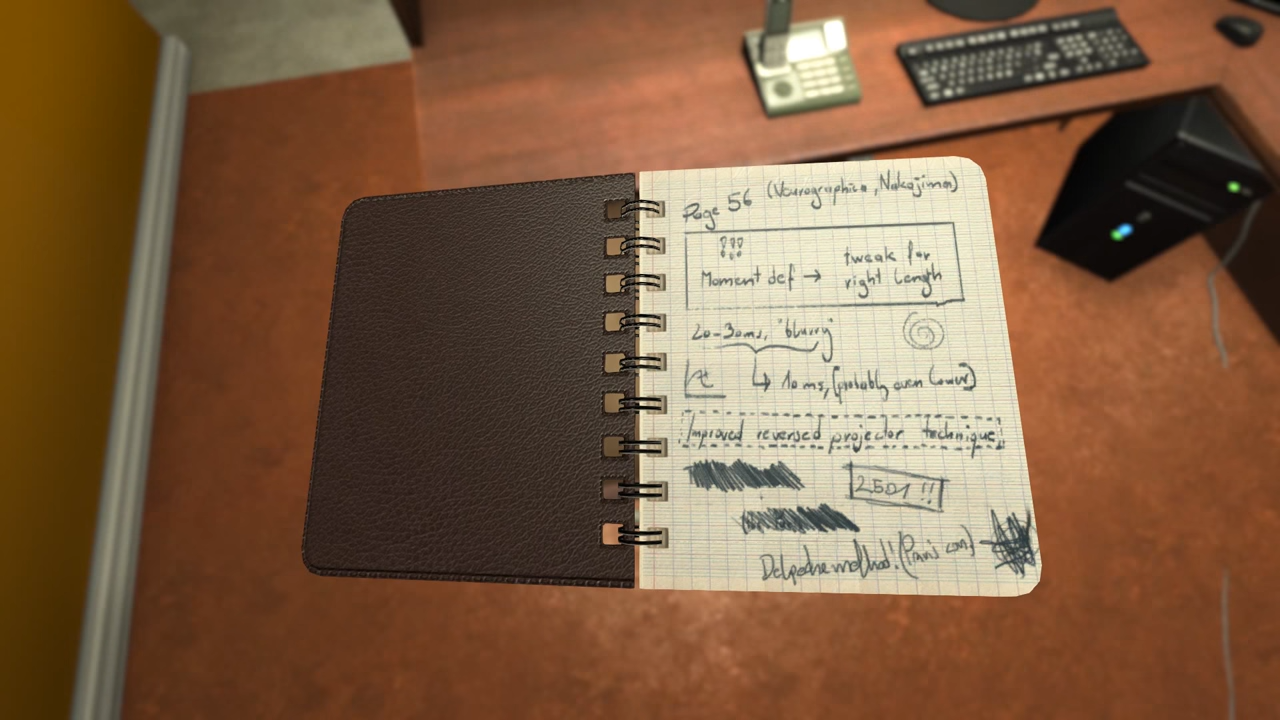 Page 56 (Neurographica, Nakajima)
???
Moment def → tweak for
right length
20-30ms, "blurry"
↳ 10 ms, (probably even lower)
Improved reversed projector technique
2501 !!
method! (Paris con)